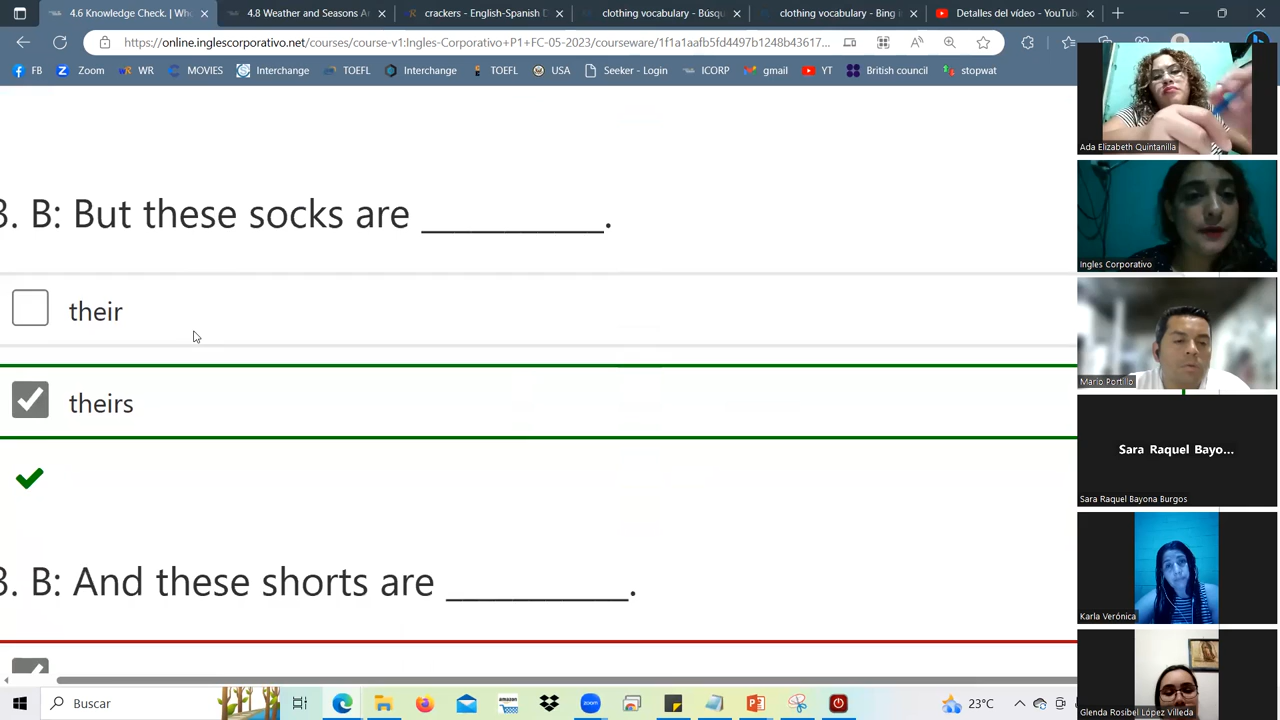 4.6 Knowledge Check. | Who
4.8 Weather and Seasons A
crackers - English-Spanish D
clothing vocabulary - Búsqu
clothing vocabulary - Bing i
Detalles del vídeo - YouTube
https://online.inglescorporativo.net/courses/course-v1:Ingles-Corporativo+P1+FC-05-2023/courseware/1f1a1aafb5fd4497b1248b43617...
FB
Zoom
WR
MOVIES
Interchange
TOEFL
Interchange
TOEFL
USA
Seeker - Login
ICORP
gmail
YT
British council
stopwat
3. B: But these socks are ___________.
their
theirs
3. B: And these shorts are ___________.
Ada Elizabeth Quintanilla
Ingles Corporativo
Mario Portillo
Sara Raquel Bayo...
Sara Raquel Bayona Burgos
Karla Verónica
Glenda Rosibel López Villeda
Buscar
23°C